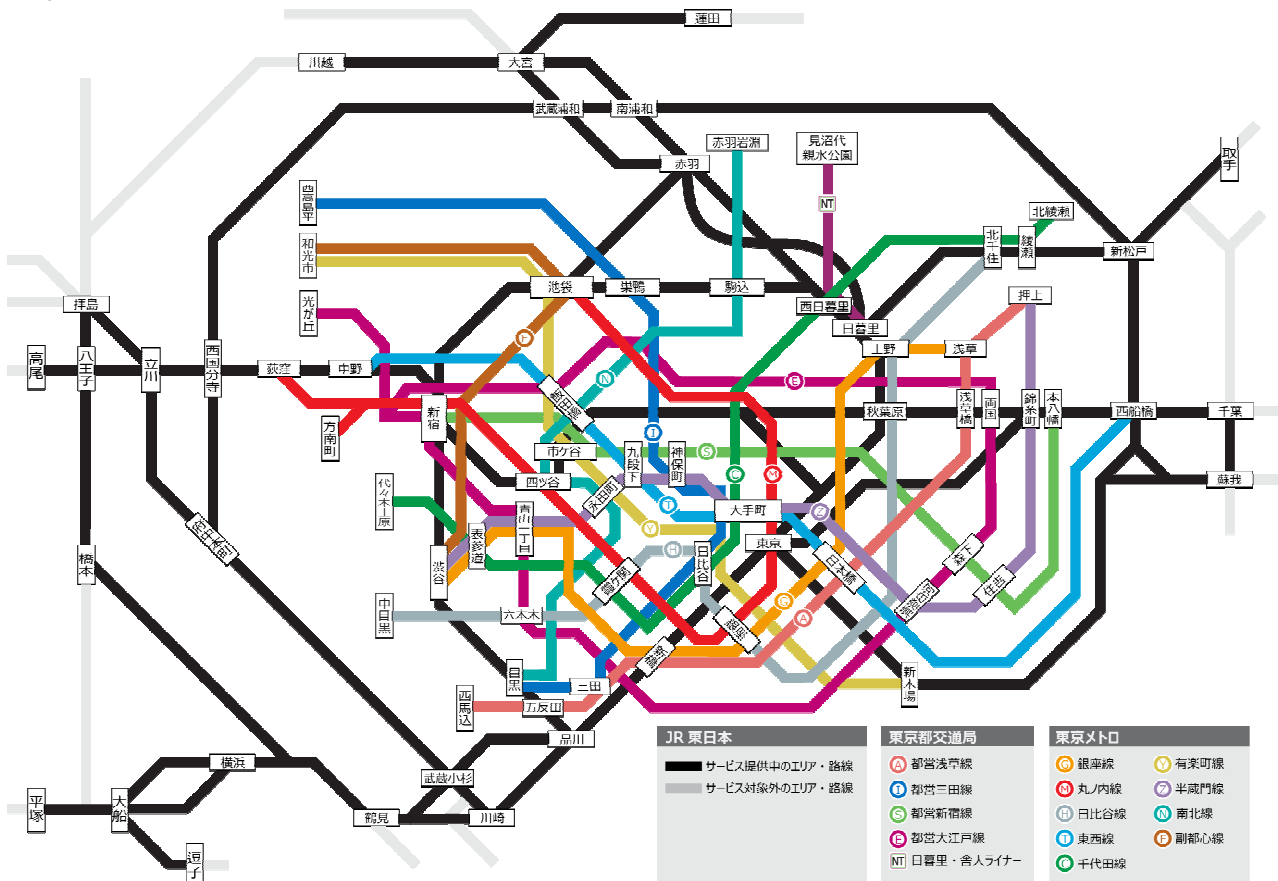 蓮田
川越
大宮
武蔵浦和
南浦和
赤羽
赤羽岩淵
見沼代
親水公園
NT
取手
西高島平
和光市
光が丘
北綾瀬
北千住
綾瀬
新松戸
池袋
巣鴨
駒込
西日暮里
日暮里
押上
拝島
高尾
八王子
立川
西国分寺
荻窪
中野
上野
浅草
F
N
E
飯田橋
新宿
方南町
秋葉原
浅草橋
両国
錦糸町
本八幡
西船橋
千葉
I
市ケ谷
九段下
神保町
S
四ツ谷
C
M
蘇我
代々木上原
永田町
青山一丁目
大手町
T
Z
Y
府中本町
橋本
表参道
渋谷
H
日比谷
東京
日本橋
森下
住吉
清澄白河
霞ケ関
中目黒
六本木
G
A
銀座
新橋
目黒
三田
新木場
西馬込
五反田
品川
横浜
武蔵小杉
平塚
大船
鶴見
川崎
逗子
JR 東日本
サービス提供中のエリア・路線
サービス対象外のエリア・路線
東京都交通局
A 都営浅草線
I 都営三田線
S 都営新宿線
E 都営大江戸線
NT 日暮里・舎人ライナー
東京メトロ
G 銀座線
M 丸ノ内線
H 日比谷線
T 東西線
C 千代田線
Y 有楽町線
Z 半蔵門線
N 南北線
F 副都心線